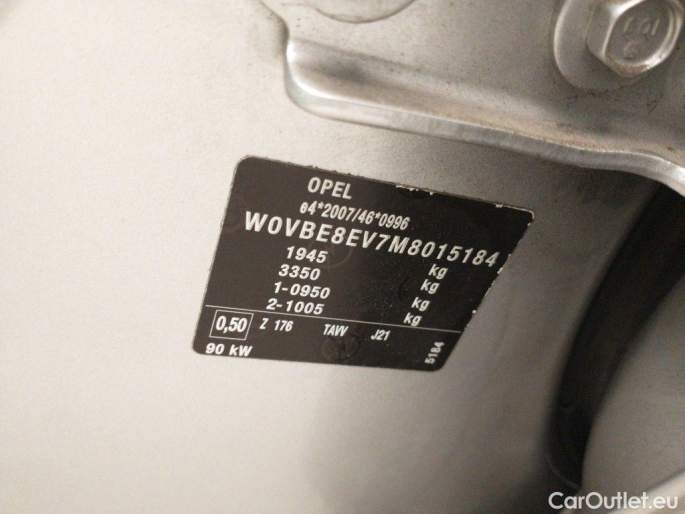 OPEL
e4*2007/46*0996
W0VBE8EV7M8015184
1945 kg
3350 kg
1-0950 kg
2-1005 kg
0,50 Z 176 TAVV J21
90 kW 5184
CarOutlet.eu